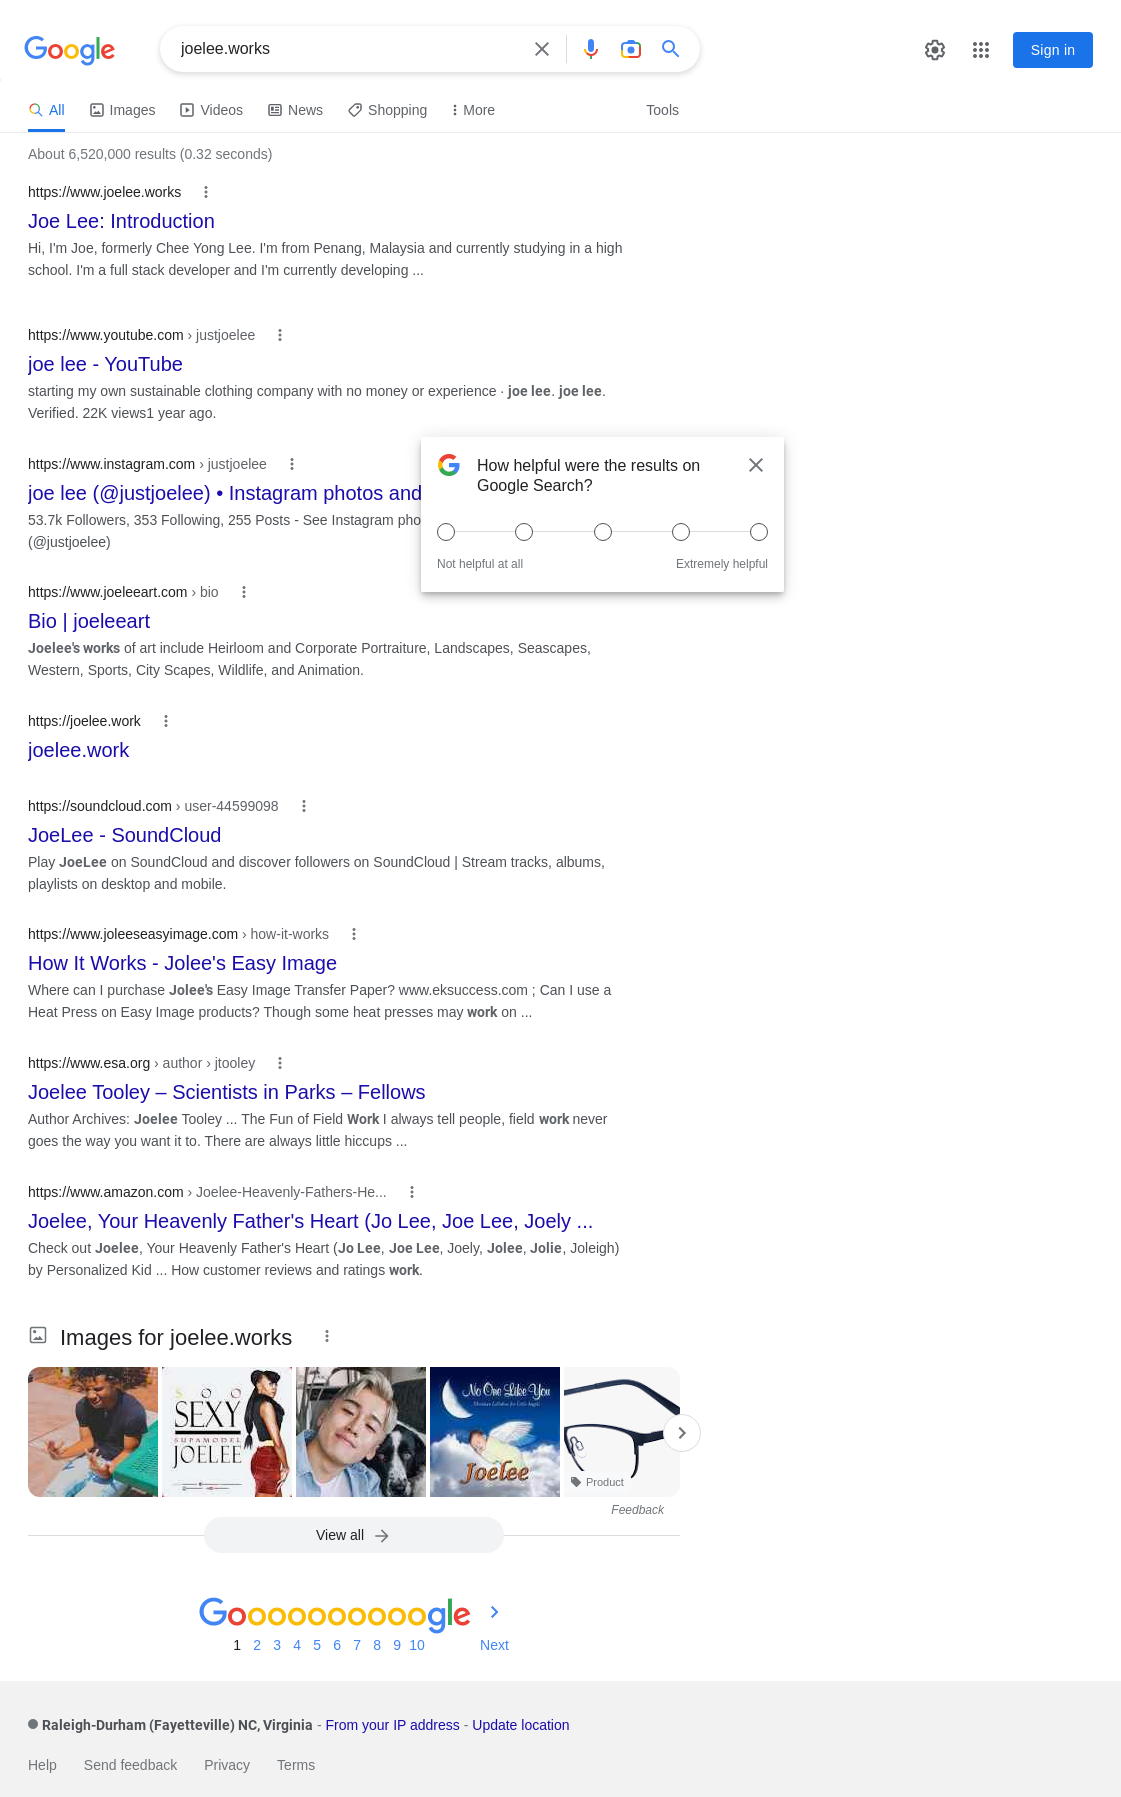 Google
joelee.works
Sign in
All Images Videos News Shopping More Tools
About 6,520,000 results (0.32 seconds)
https://www.joelee.works
Joe Lee: Introduction
Hi, I'm Joe, formerly Chee Yong Lee. I'm from Penang, Malaysia and currently studying in a high
school. I'm a full stack developer and I'm currently developing ...
https://www.youtube.com › justjoelee
joe lee - YouTube
starting my own sustainable clothing company with no money or experience · joe lee. joe lee.
Verified. 22K views1 year ago.
https://www.instagram.com › justjoelee
joe lee (@justjoelee) • Instagram photos and
53.7k Followers, 353 Following, 255 Posts - See Instagram pho
(@justjoelee)
How helpful were the results on
Google Search?
Not helpful at all Extremely helpful
https://www.joeleeart.com › bio
Bio | joeleeart
Joelee's works of art include Heirloom and Corporate Portraiture, Landscapes, Seascapes,
Western, Sports, City Scapes, Wildlife, and Animation.
https://joelee.work
joelee.work
https://soundcloud.com › user-44599098
JoeLee - SoundCloud
Play JoeLee on SoundCloud and discover followers on SoundCloud | Stream tracks, albums,
playlists on desktop and mobile.
https://www.joleeseasyimage.com › how-it-works
How It Works - Jolee's Easy Image
Where can I purchase Jolee's Easy Image Transfer Paper? www.eksuccess.com ; Can I use a
Heat Press on Easy Image products? Though some heat presses may work on ...
https://www.esa.org › author › jtooley
Joelee Tooley – Scientists in Parks – Fellows
Author Archives: Joelee Tooley ... The Fun of Field Work I always tell people, field work never
goes the way you want it to. There are always little hiccups ...
https://www.amazon.com › Joelee-Heavenly-Fathers-He...
Joelee, Your Heavenly Father's Heart (Jo Lee, Joe Lee, Joely ...
Check out Joelee, Your Heavenly Father's Heart (Jo Lee, Joe Lee, Joely, Jolee, Jolie, Joleigh)
by Personalized Kid ... How customer reviews and ratings work.
Images for joelee.works
SOOO
SEXY
SUPAMODEL
JOELEE
No One Like You
Joelee
Product
Feedback
View all
Goooooooooogle
1 2 3 4 5 6 7 8 9 10 Next
Raleigh-Durham (Fayetteville) NC, Virginia - From your IP address - Update location
Help Send feedback Privacy Terms